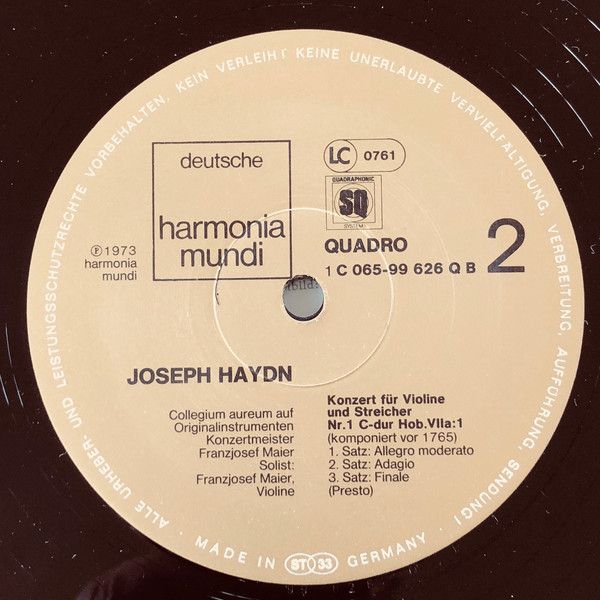 ALLE URHEBER- UND LEISTUNGSSCHUTZRECHTE VORBEHALTEN. KEIN VERLEIH! KEINE UNERLAUBTE VERVIELFÄLTIGUNG, VERBREITUNG, AUFFÜHRUNG, SENDUNG!
deutsche
harmonia
mundi
LC 0761
QUADRAPHONIC
SQ
QUADRO
2
1 C 065-99 626 Q B
℗ 1973
harmonia
mundi
JOSEPH HAYDN
Collegium aureum auf
Originalinstrumenten
Konzertmeister
Franzjosef Maier
Solist:
Franzjosef Maier,
Violine
Konzert für Violine
und Streicher
Nr.1 C-dur Hob.VIIa:1
(komponiert vor 1765)
1. Satz: Allegro moderato
2. Satz: Adagio
3. Satz: Finale
(Presto)
· MADE IN ST 33 GERMANY ·